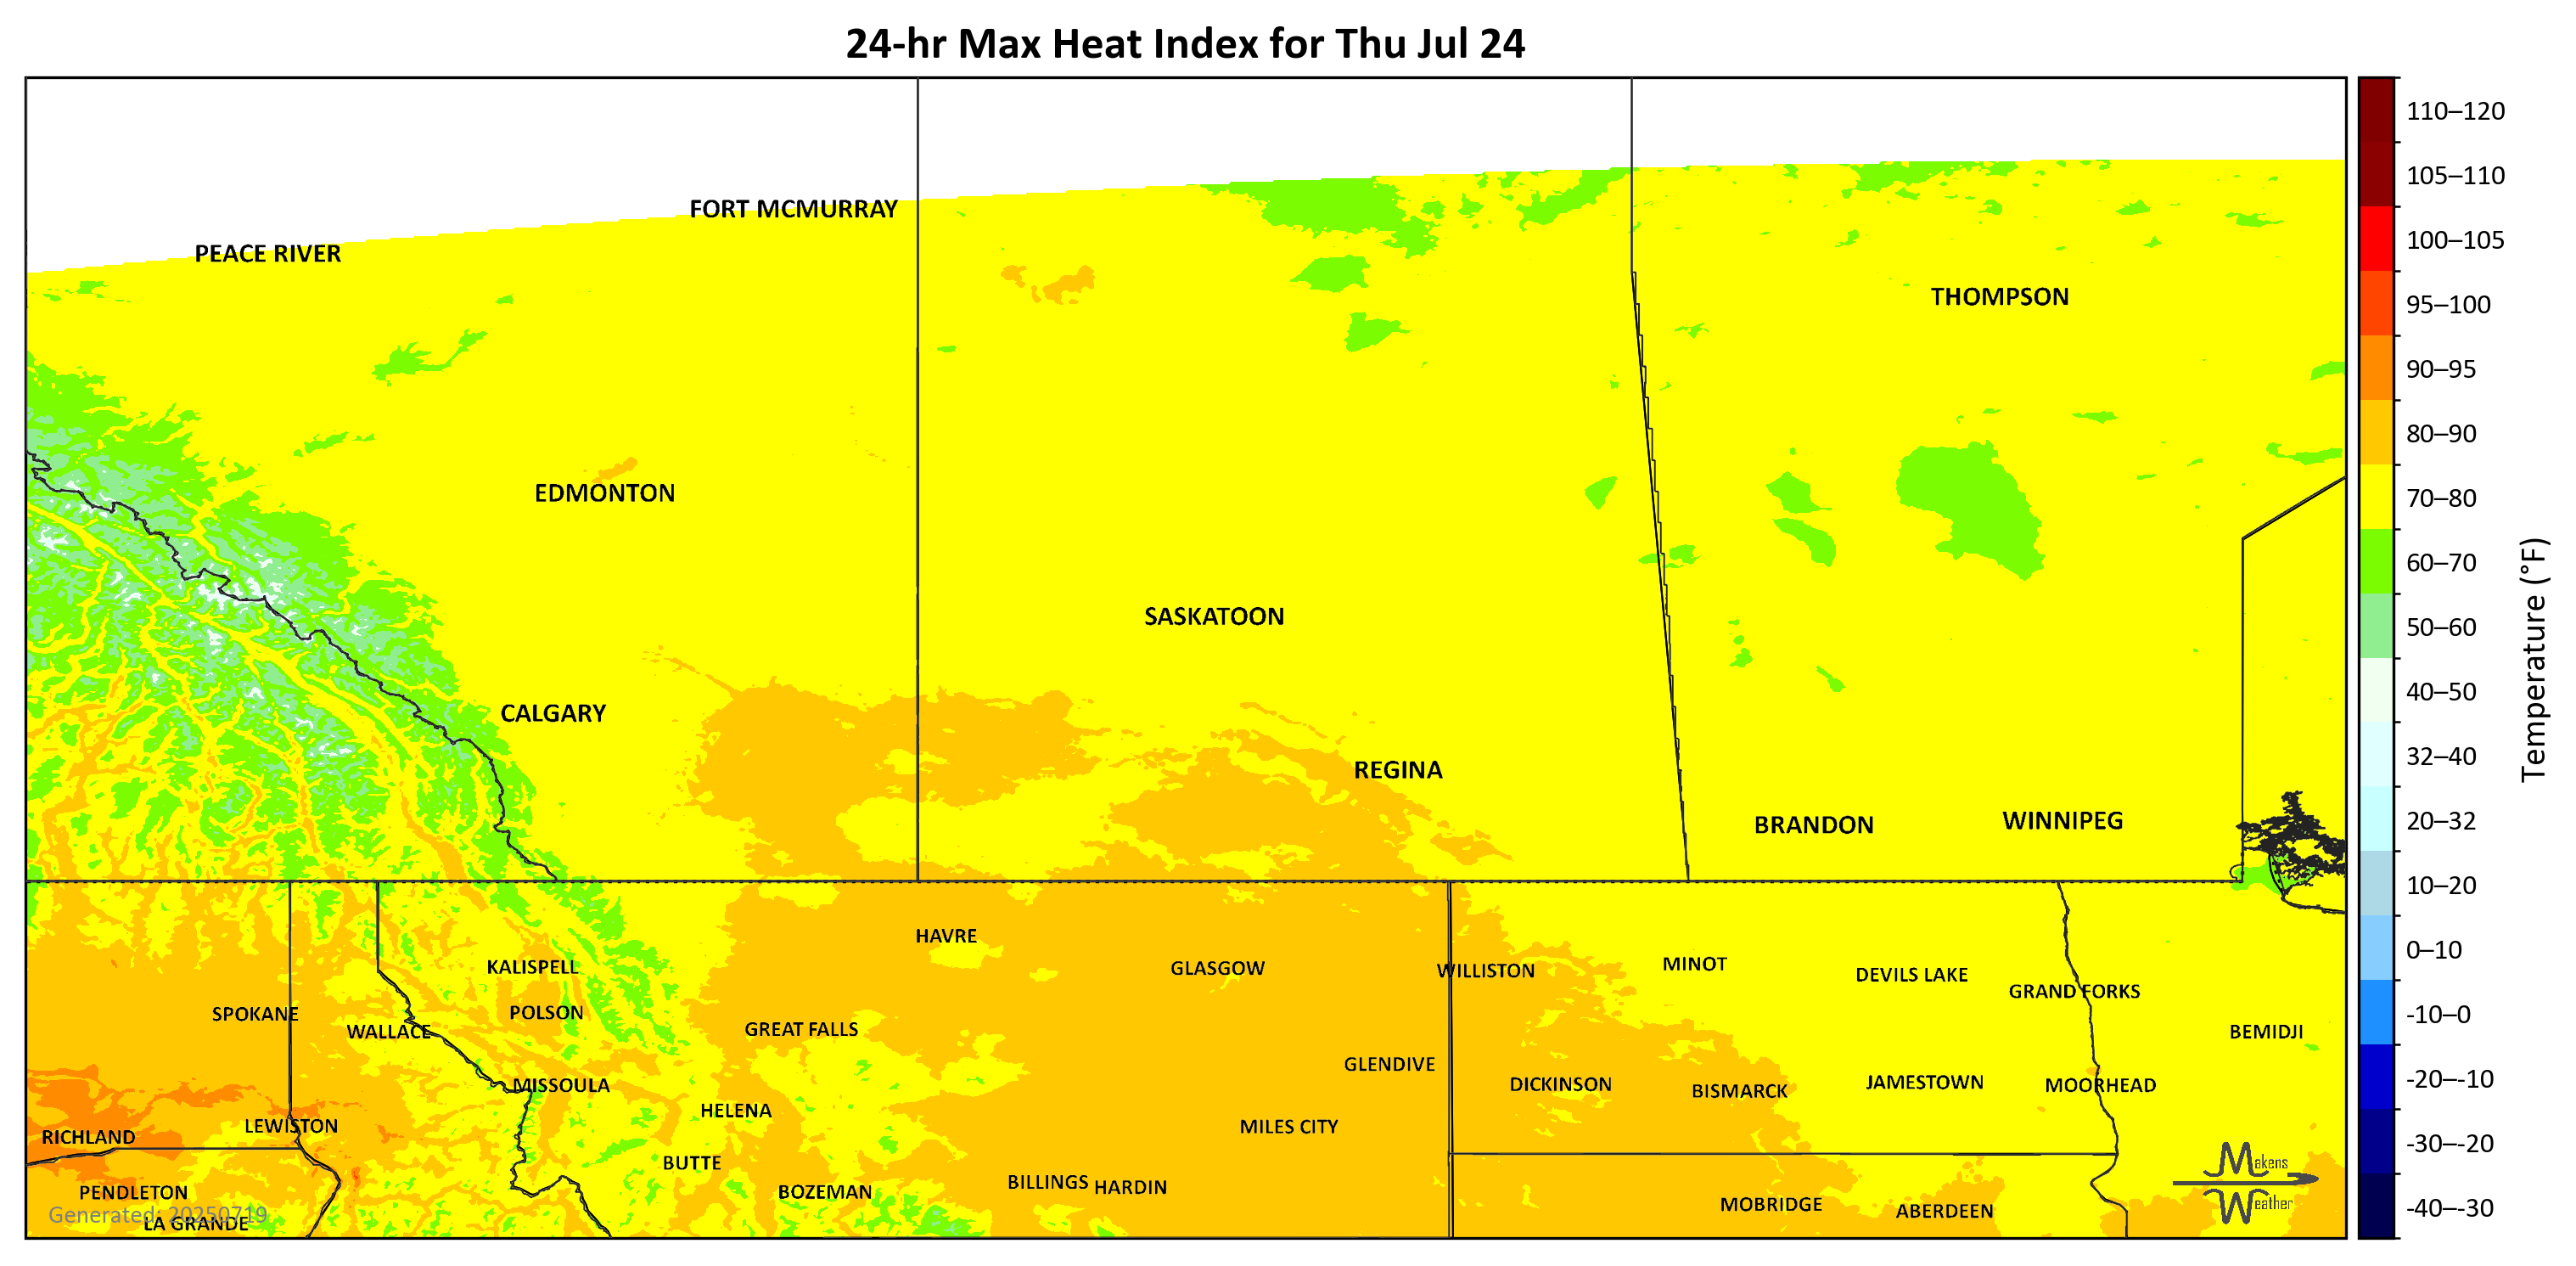 24-hr Max Heat Index for Thu Jul 24
110–120
105–110
100–105
95–100
90–95
80–90
70–80
60–70
50–60
40–50
32–40
20–32
10–20
0–10
-10–0
-20–-10
-30–-20
-40–-30
Temperature (°F)
FORT MCMURRAY
PEACE RIVER
THOMPSON
EDMONTON
SASKATOON
CALGARY
REGINA
BRANDON
WINNIPEG
HAVRE
KALISPELL
GLASGOW
WILLISTON
MINOT
DEVILS LAKE
GRAND FORKS
SPOKANE
POLSON
WALLACE
GREAT FALLS
BEMIDJI
GLENDIVE
MISSOULA
DICKINSON
BISMARCK
JAMESTOWN
MOORHEAD
HELENA
LEWISTON
MILES CITY
RICHLAND
BUTTE
BILLINGS
HARDIN
PENDLETON
BOZEMAN
MOBRIDGE
ABERDEEN
LA GRANDE
Generated: 20250719
Makens
Weather